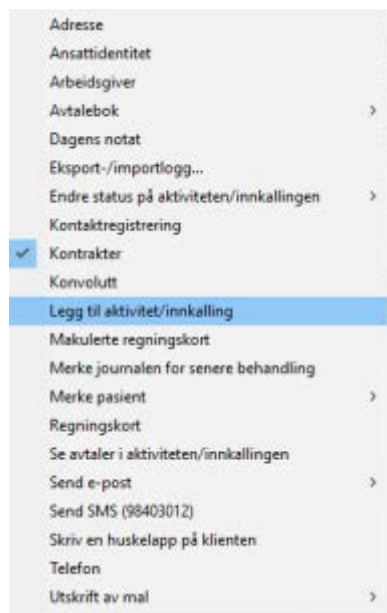 Adresse
Ansattidentitet
Arbeidsgiver
Avtalebok
Dagens notat
Eksport-/importlogg...
Endre status på aktiviteten/innkallingen
Kontaktregistrering
Kontrakter
Konvolutt
Legg til aktivitet/innkalling
Makulerte regningskort
Merke journalen for senere behandling
Merke pasient
Regningskort
Se avtaler i aktiviteten/innkallingen
Send e-post
Send SMS (98403012)
Skriv en huskelapp på klienten
Telefon
Utskrift av mal